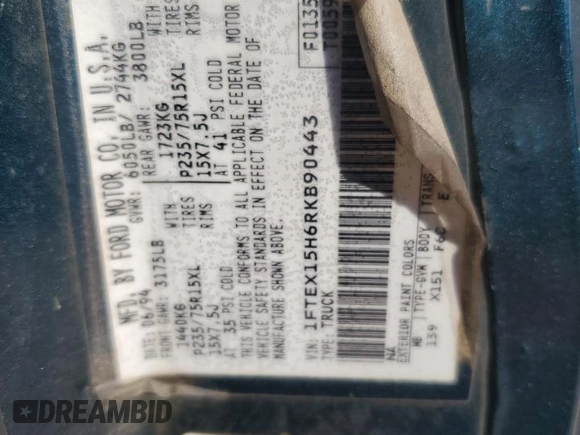 MFD. BY FORD MOTOR CO. IN U.S.A.
DATE: 06/94 GVWR: 6050LB/ 2744KG
FRONT GAWR: 3175LB REAR GAWR: 3800LB
1440KG WITH 1723KG WITH
P235/75R15XL TIRES P235/75R15XL TIRES
15X7.5J RIMS 15X7.5J RIMS
AT 35 PSI COLD AT 41 PSI COLD
THIS VEHICLE CONFORMS TO ALL APPLICABLE FEDERAL MOTOR
VEHICLE SAFETY STANDARDS IN EFFECT ON THE DATE OF
MANUFACTURE SHOWN ABOVE.
VIN: 1FTEX15H6RKB90443
TYPE: TRUCK
F0135
T0059
NA
EXTERIOR PAINT COLORS
WB TYPE-GVW BODY TRANS
139 X151 F6C E
DREAMBID